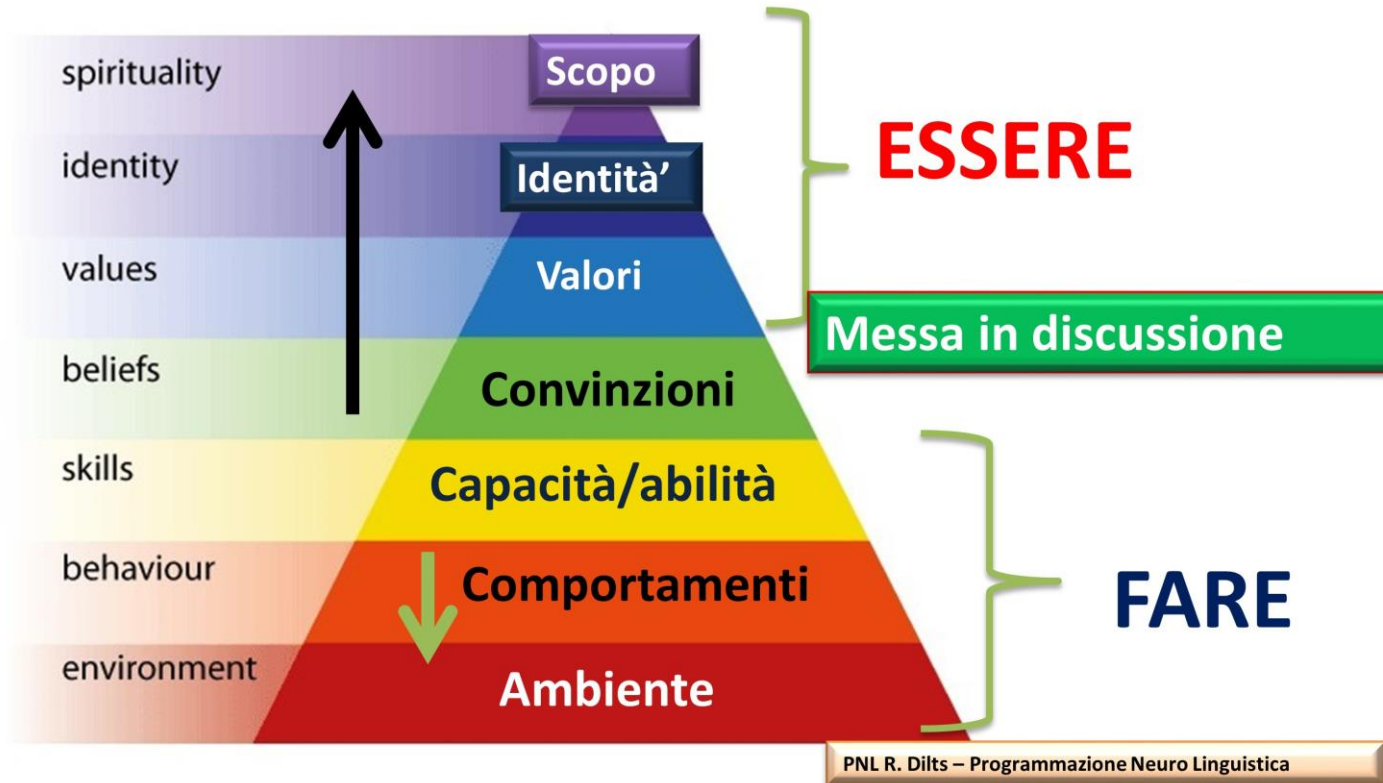 spirituality
Scopo
identity
Identità’
values
Valori
beliefs
Convinzioni
skills
Capacità/abilità
behaviour
Comportamenti
environment
Ambiente
ESSERE
Messa in discussione
FARE
PNL R. Dilts – Programmazione Neuro Linguistica